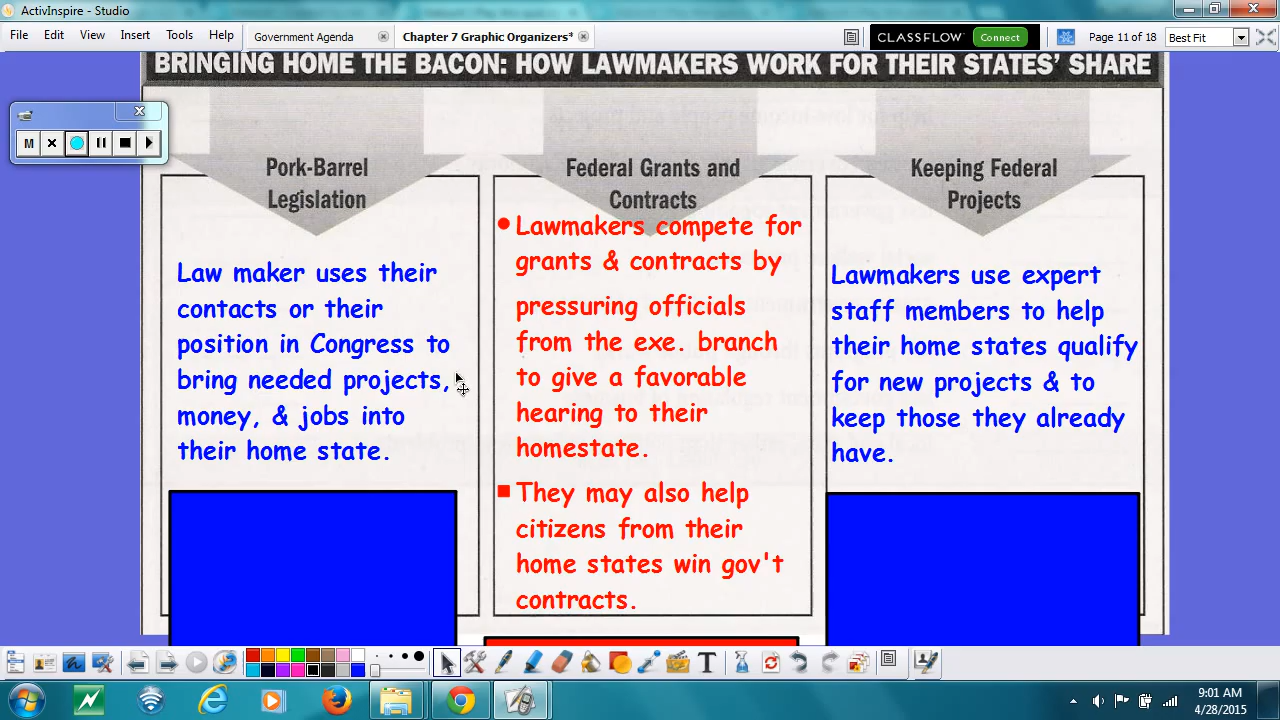 ActivInspire - Studio
File Edit View Insert Tools Help
Government Agenda
Chapter 7 Graphic Organizers*
CLASSFLOW Connect
Page 11 of 18
Best Fit
BRINGING HOME THE BACON: HOW LAWMAKERS WORK FOR THEIR STATES' SHARE
M
Pork-Barrel
Legislation
Law maker uses their
contacts or their
position in Congress to
bring needed projects,
money, & jobs into
their home state.
Federal Grants and
Contracts
Lawmakers compete for
grants & contracts by
pressuring officials
from the exe. branch
to give a favorable
hearing to their
homestate.
They may also help
citizens from their
home states win gov't
contracts.
Keeping Federal
Projects
Lawmakers use expert
staff members to help
their home states qualify
for new projects & to
keep those they already
have.
T
9:01 AM
4/28/2015